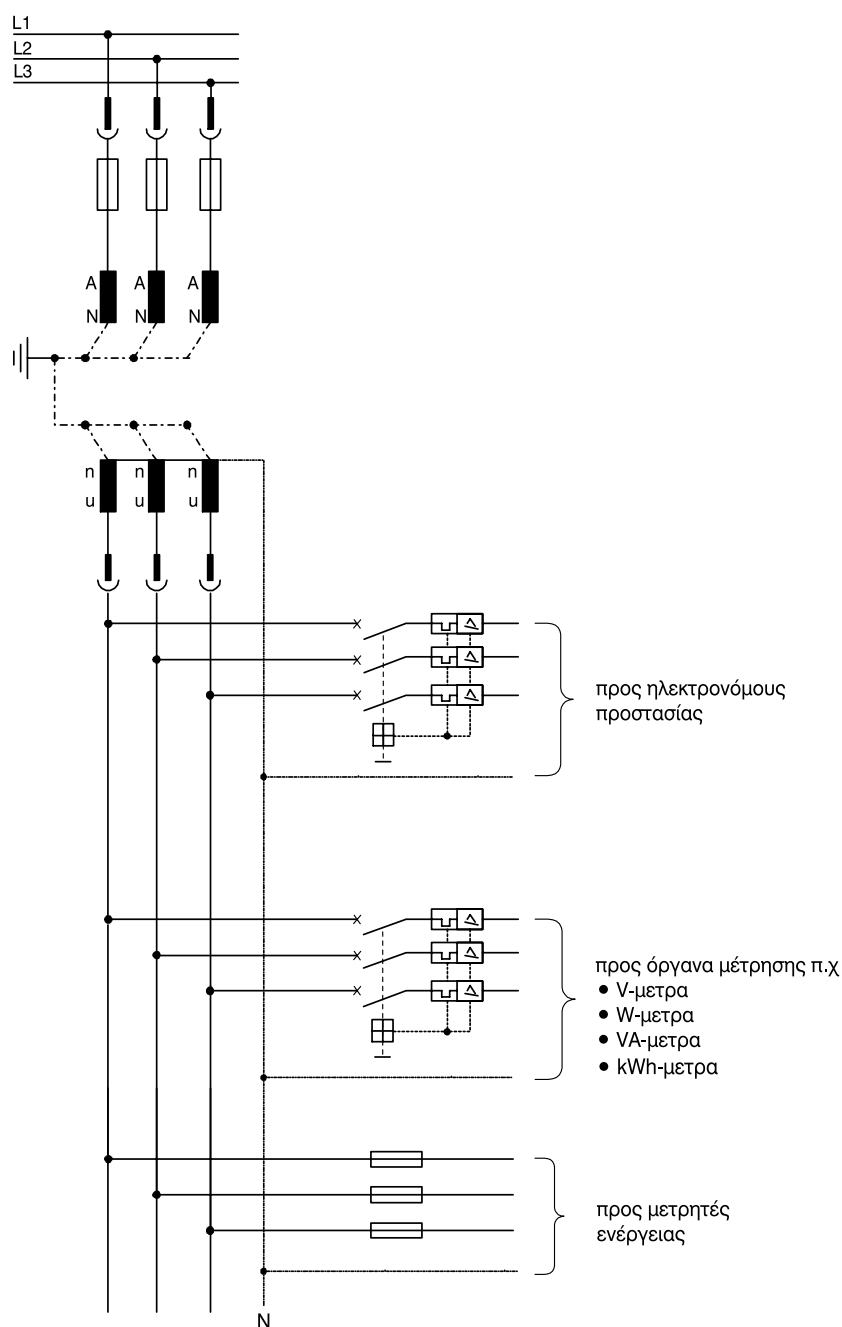 L1
L2
L3
A A A
N N N
n n n
u u u
προς ηλεκτρονόμους
προστασίας
προς όργανα μέτρησης π.χ
● V-μετρα
● W-μετρα
● VA-μετρα
● kWh-μετρα
προς μετρητές
ενέργειας
N